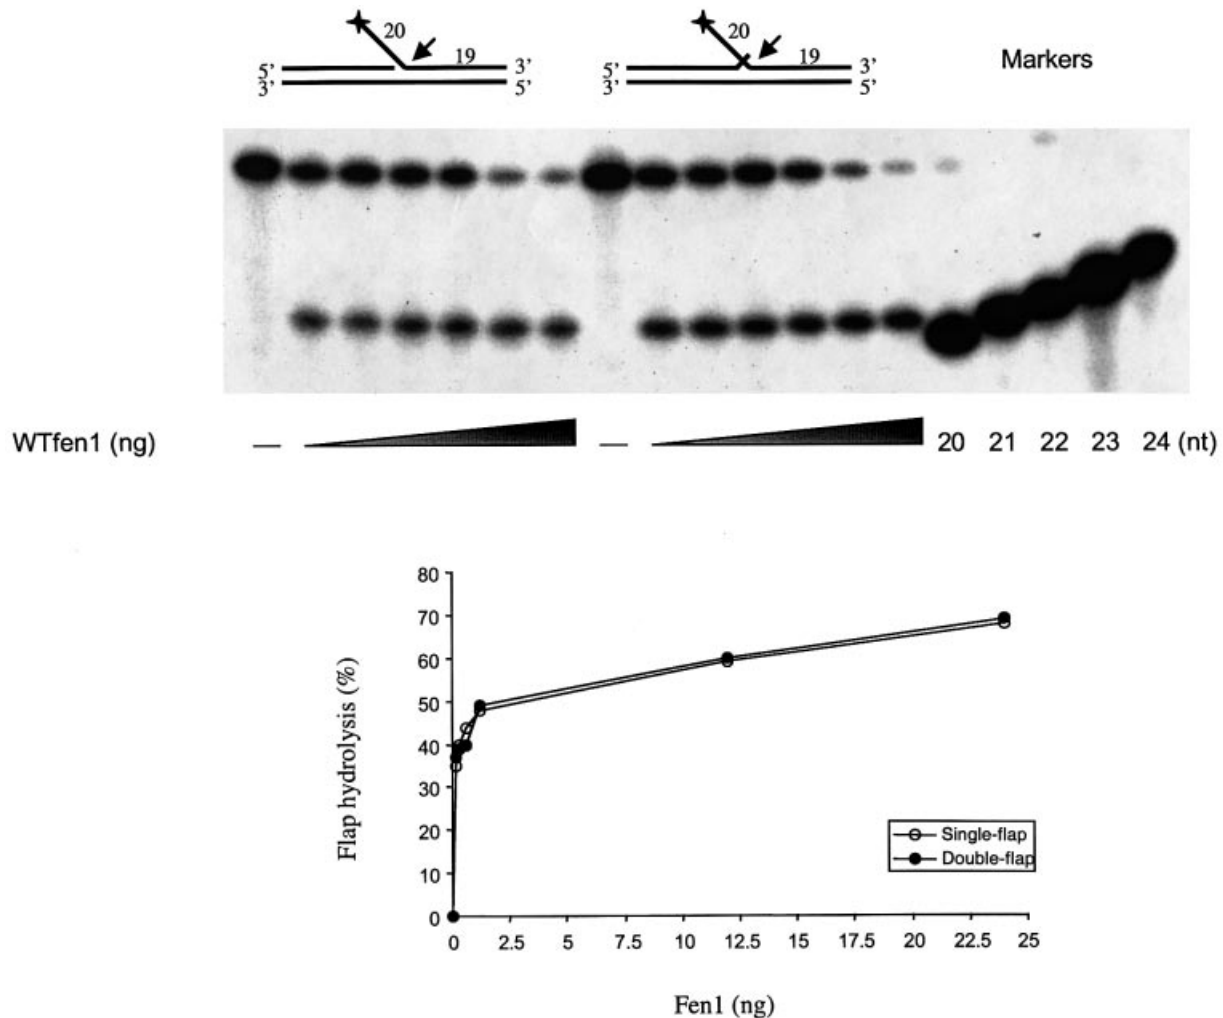 20 20
5’ 19 3’ 5’ 19 3’ Markers
3’ 5’ 3’ 5’
WTfen1 (ng) — — 20 21 22 23 24 (nt)
80
70
60
50
40
30
20
10
0
Flap hydrolysis (%)
Single-flap
Double-flap
0 2.5 5 7.5 10 12.5 15 17.5 20 22.5 25
Fen1 (ng)